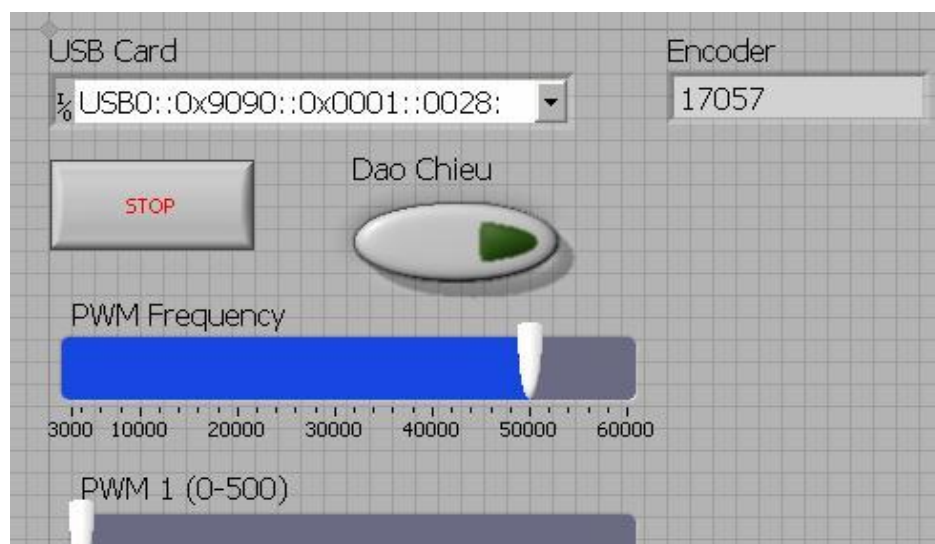 USB Card
Encoder
I/O USB0::0x9090::0x0001::0028:
17057
Dao Chieu
STOP
PWM Frequency
3000 10000 20000 30000 40000 50000 60000
PWM 1 (0-500)